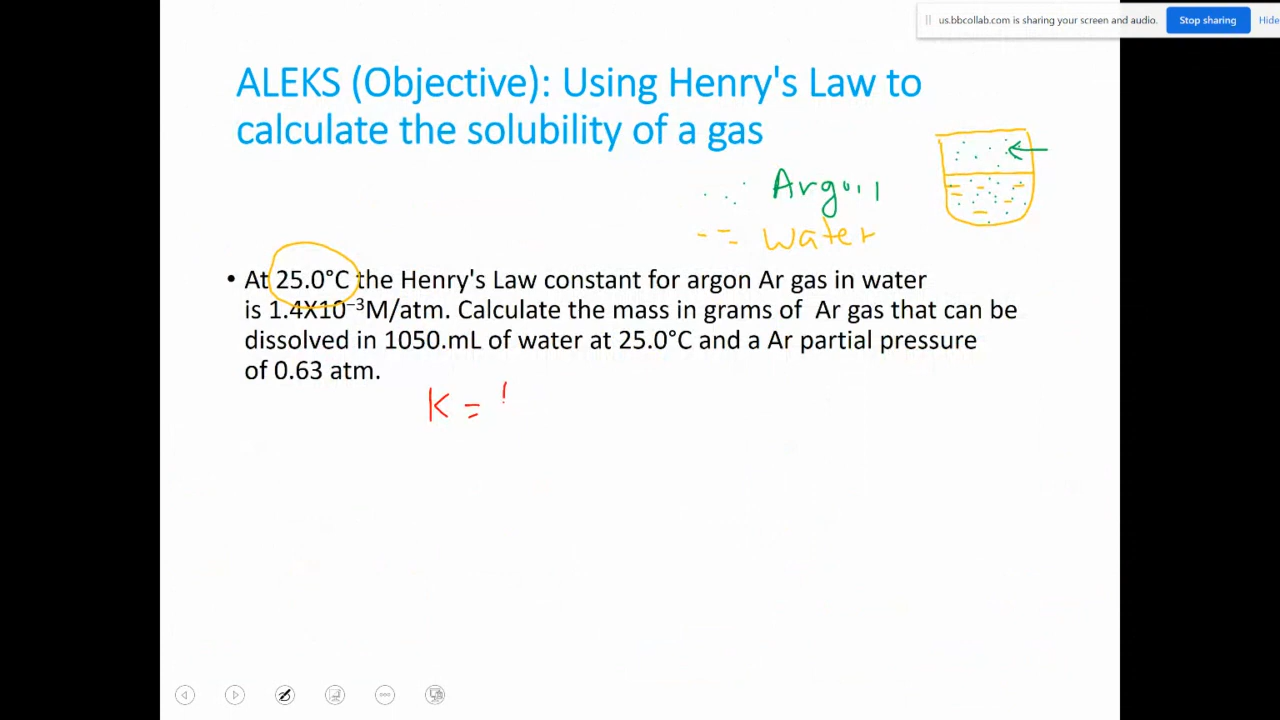 us.bbcollab.com is sharing your screen and audio. Stop sharing Hide
ALEKS (Objective): Using Henry's Law to
calculate the solubility of a gas
Argon
water
• At 25.0°C the Henry's Law constant for argon Ar gas in water
is 1.4X10⁻³M/atm. Calculate the mass in grams of Ar gas that can be
dissolved in 1050.mL of water at 25.0°C and a Ar partial pressure
of 0.63 atm.
K =